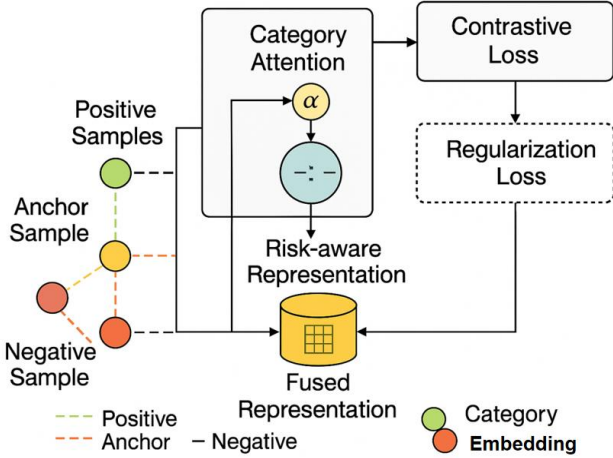 Category
Attention
α
Contrastive
Loss
Positive
Samples
Regularization
Loss
Anchor
Sample
Risk-aware
Representation
Negative
Sample
Fused
Representation
Positive
Anchor – Negative
Category
Embedding